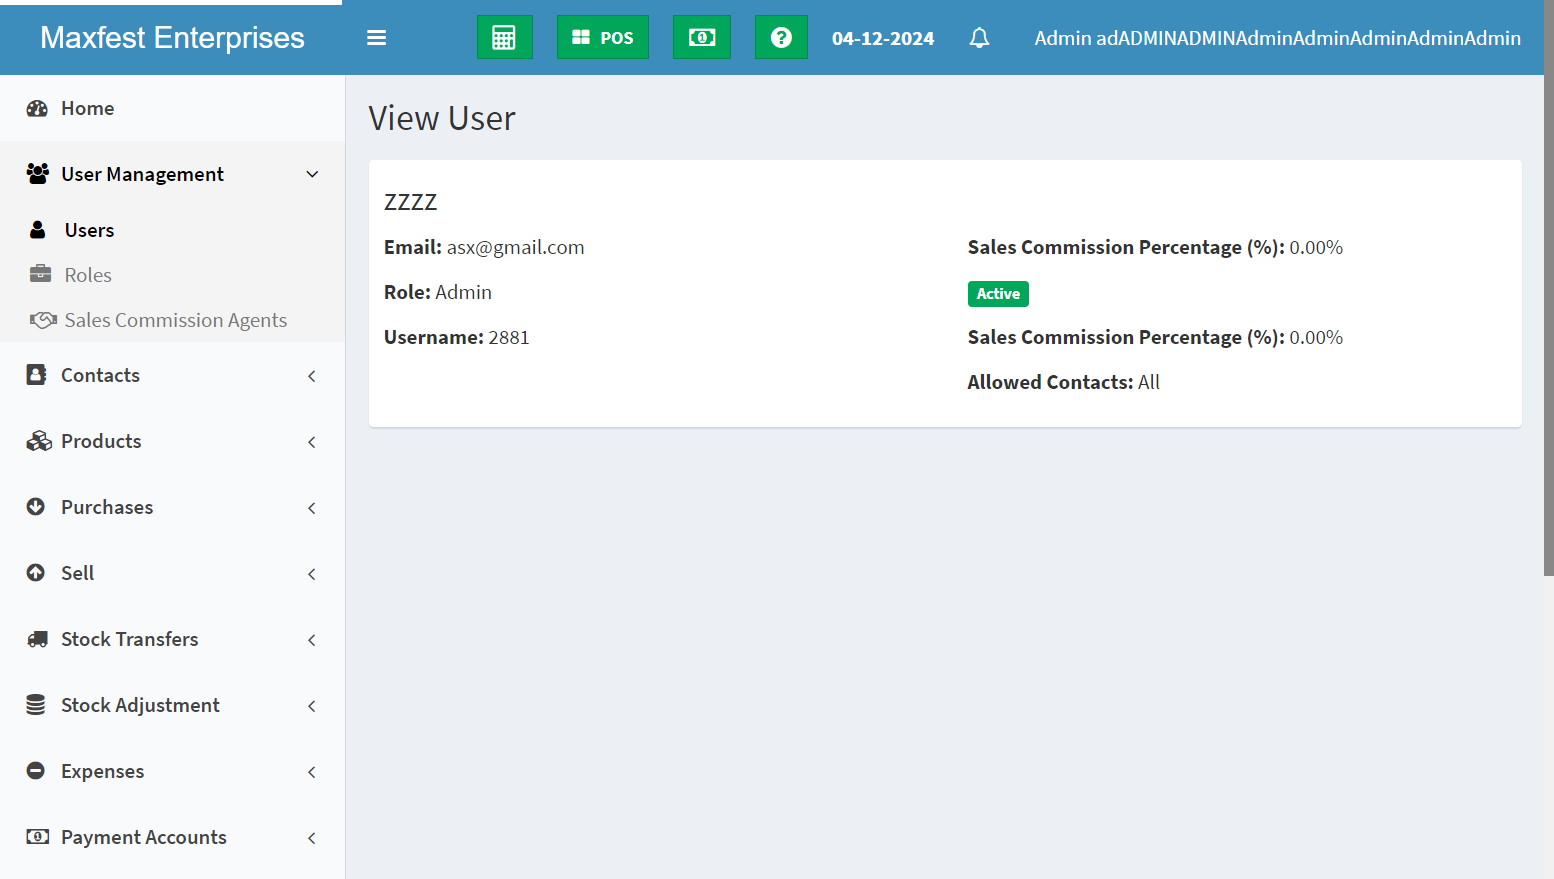 Maxfest Enterprises
POS
04-12-2024
Admin adADMINADMINAdminAdminAdminAdminAdmin
Home
User Management
Users
Roles
Sales Commission Agents
Contacts
Products
Purchases
Sell
Stock Transfers
Stock Adjustment
Expenses
Payment Accounts
View User
ZZZZ
Email: asx@gmail.com
Role: Admin
Username: 2881
Sales Commission Percentage (%): 0.00%
Active
Sales Commission Percentage (%): 0.00%
Allowed Contacts: All